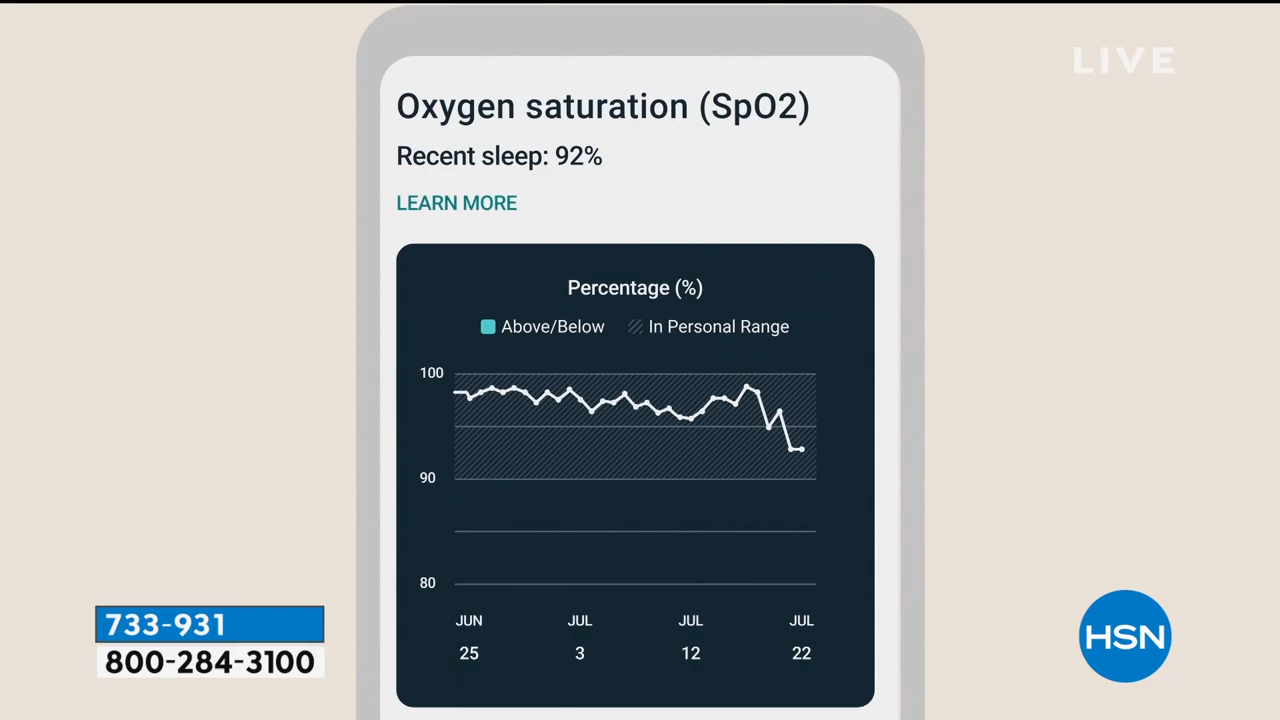 LIVE
Oxygen saturation (SpO2)
Recent sleep: 92%
LEARN MORE
Percentage (%)
Above/Below In Personal Range
100
90
80
JUN JUL JUL JUL
25 3 12 22
733-931
800-284-3100
HSN